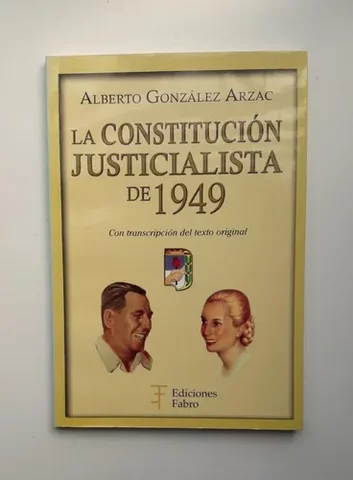 ALBERTO GONZÁLEZ ARZAC
LA CONSTITUCIÓN
JUSTICIALISTA
DE 1949
Con transcripción del texto original
Ediciones
Fabro